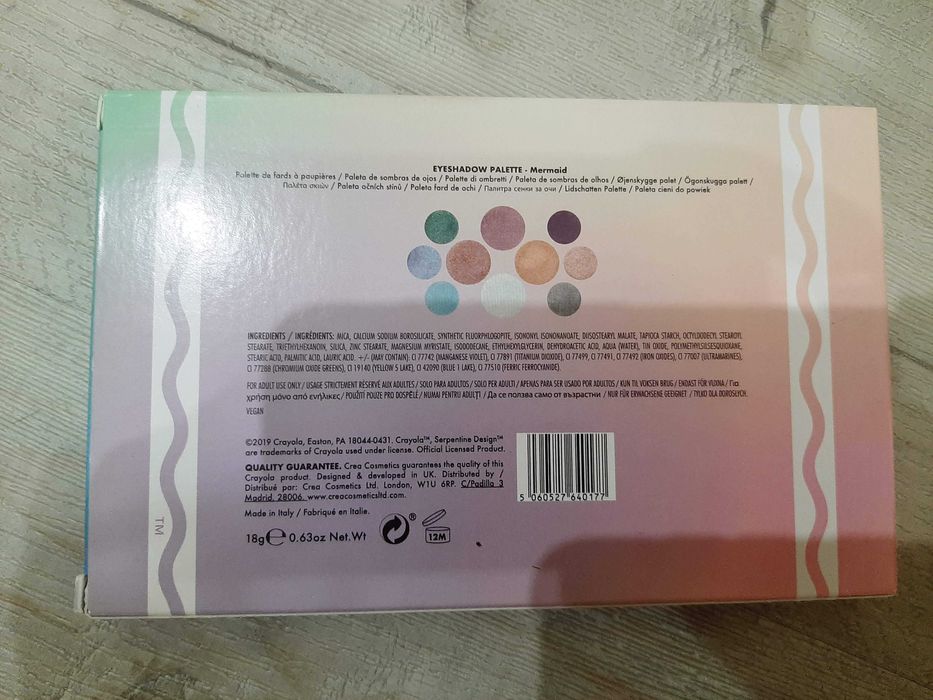 EYESHADOW PALETTE - Mermaid
Palette de fards à paupières / Paleta de sombras de ojos / Palette di ombretti / Paleta de sombras de olhos / Øjenskygge palet / Ögonskugga palett /
Παλέτα σκιών / Paleta očních stínů / Paleta fard de ochi / Палитра сенки за очи / Lidschatten Palette / Paleta cieni do powiek
INGREDIENTS / INGRÉDIENTS: MICA, CALCIUM SODIUM BOROSILICATE, SYNTHETIC FLUORPHLOGOPITE, ISONONYL ISONONANOATE, DIISOSTEARYL MALATE, TAPIOCA STARCH, OCTYLDODECYL STEAROYL
STEARATE, TRIETHYLHEXANOIN, SILICA, ZINC STEARATE, MAGNESIUM MYRISTATE, ISODODECANE, ETHYLHEXYLGLYCERIN, DEHYDROACETIC ACID, AQUA (WATER), TIN OXIDE, POLYMETHYLSILSESQUIOXANE,
STEARIC ACID, PALMITIC ACID, LAURIC ACID. +/- (MAY CONTAIN): CI 77742 (MANGANESE VIOLET), CI 77891 (TITANIUM DIOXIDE), CI 77499, CI 77491, CI 77492 (IRON OXIDES), CI 77007 (ULTRAMARINES),
CI 77288 (CHROMIUM OXIDE GREENS), CI 19140 (YELLOW 5 LAKE), CI 42090 (BLUE 1 LAKE), CI 77510 (FERRIC FERROCYANIDE).
FOR ADULT USE ONLY / USAGE STRICTEMENT RÉSERVÉ AUX ADULTES / SOLO PARA ADULTOS / SOLO PER ADULTI / APENAS PARA SER USADO POR ADULTOS / KUN TIL VOKSEN BRUG / ENDAST FÖR VUXNA / Για
χρήση μόνο από ενήλικες / POUŽITÍ POUZE PRO DOSPĚLÉ / NUMAI PENTRU ADULȚI / Да се ползва само от възрастни / NUR FÜR ERWACHSENE GEEIGNET / TYLKO DLA DOROSŁYCH.
VEGAN
©2019 Crayola, Easton, PA 18044-0431. Crayola™, Serpentine Design™
are trademarks of Crayola used under license. Official Licensed Product.
QUALITY GUARANTEE. Crea Cosmetics guarantees the quality of this
Crayola product. Designed & developed in UK. Distributed by /
Distribué par: Crea Cosmetics Ltd. London, W1U 6RP. C/Padilla 3
Madrid. 28006. www.creacosmeticsltd.com
Made in Italy / Fabriqué en Italie.
18g ℮ 0.63oz Net.Wt
®
12M
5 060527 640177
TM